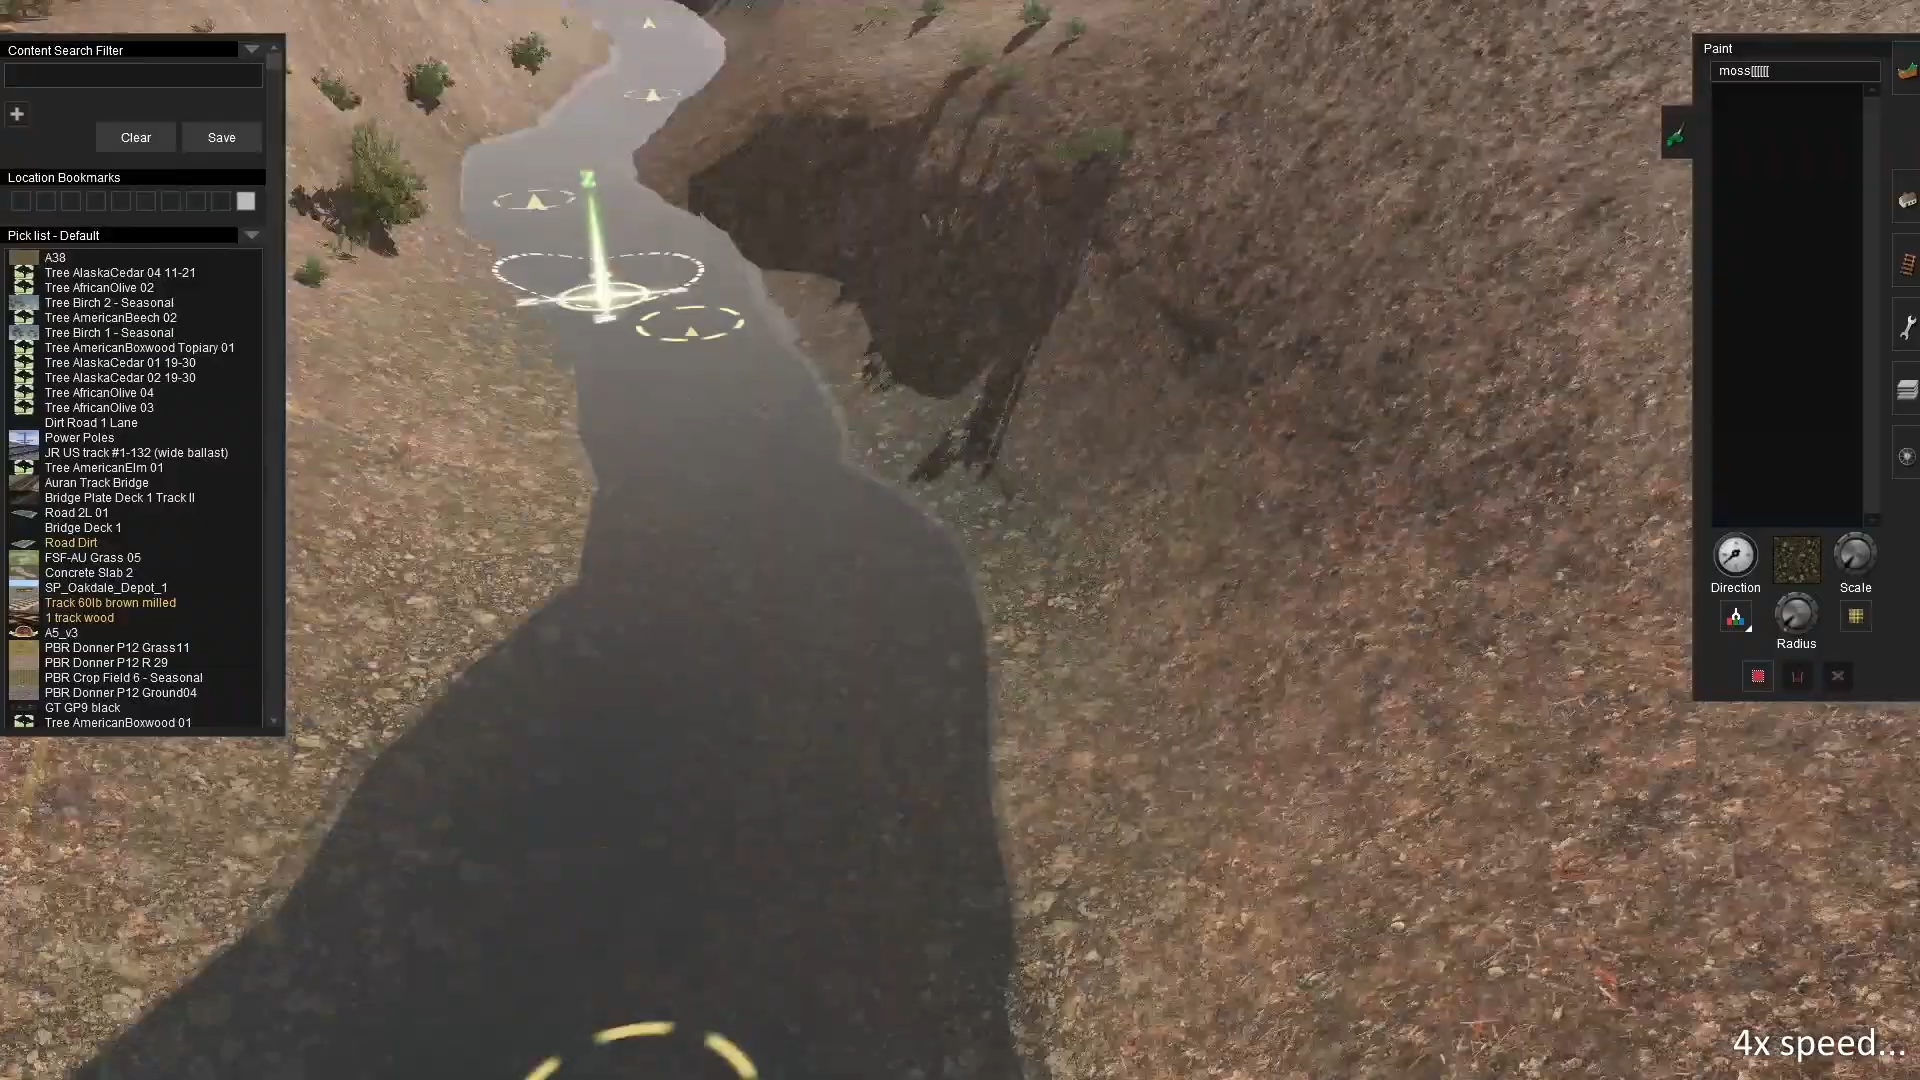 Content Search Filter
Clear
Save
Location Bookmarks
Pick list - Default
A38
Tree AlaskaCedar 04 11-21
Tree AfricanOlive 02
Tree Birch 2 - Seasonal
Tree AmericanBeech 02
Tree Birch 1 - Seasonal
Tree AmericanBoxwood Topiary 01
Tree AlaskaCedar 01 19-30
Tree AlaskaCedar 02 19-30
Tree AfricanOlive 04
Tree AfricanOlive 03
Dirt Road 1 Lane
Power Poles
JR US track #1-132 (wide ballast)
Tree AmericanElm 01
Auran Track Bridge
Bridge Plate Deck 1 Track II
Road 2L 01
Bridge Deck 1
Road Dirt
FSF-AU Grass 05
Concrete Slab 2
SP_Oakdale_Depot_1
Track 60lb brown milled
1 track wood
A5_v3
PBR Donner P12 Grass11
PBR Donner P12 R 29
PBR Crop Field 6 - Seasonal
PBR Donner P12 Ground04
GT GP9 black
Tree AmericanBoxwood 01
Z
Paint
moss[[[[[[
Direction
Scale
Radius
4x speed...